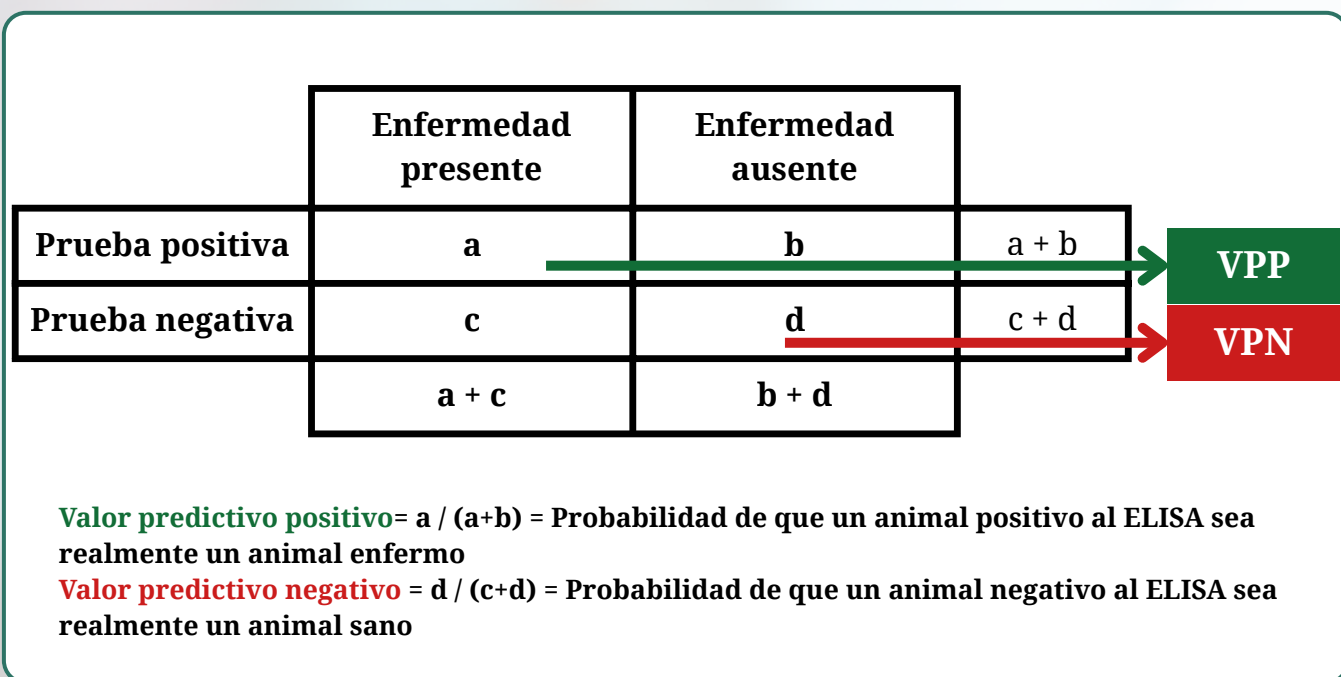 Enfermedad presente
Enfermedad ausente
Prueba positiva a b a + b VPP
Prueba negativa c d c + d VPN
a + c b + d
Valor predictivo positivo= a / (a+b) = Probabilidad de que un animal positivo al ELISA sea
realmente un animal enfermo
Valor predictivo negativo = d / (c+d) = Probabilidad de que un animal negativo al ELISA sea
realmente un animal sano